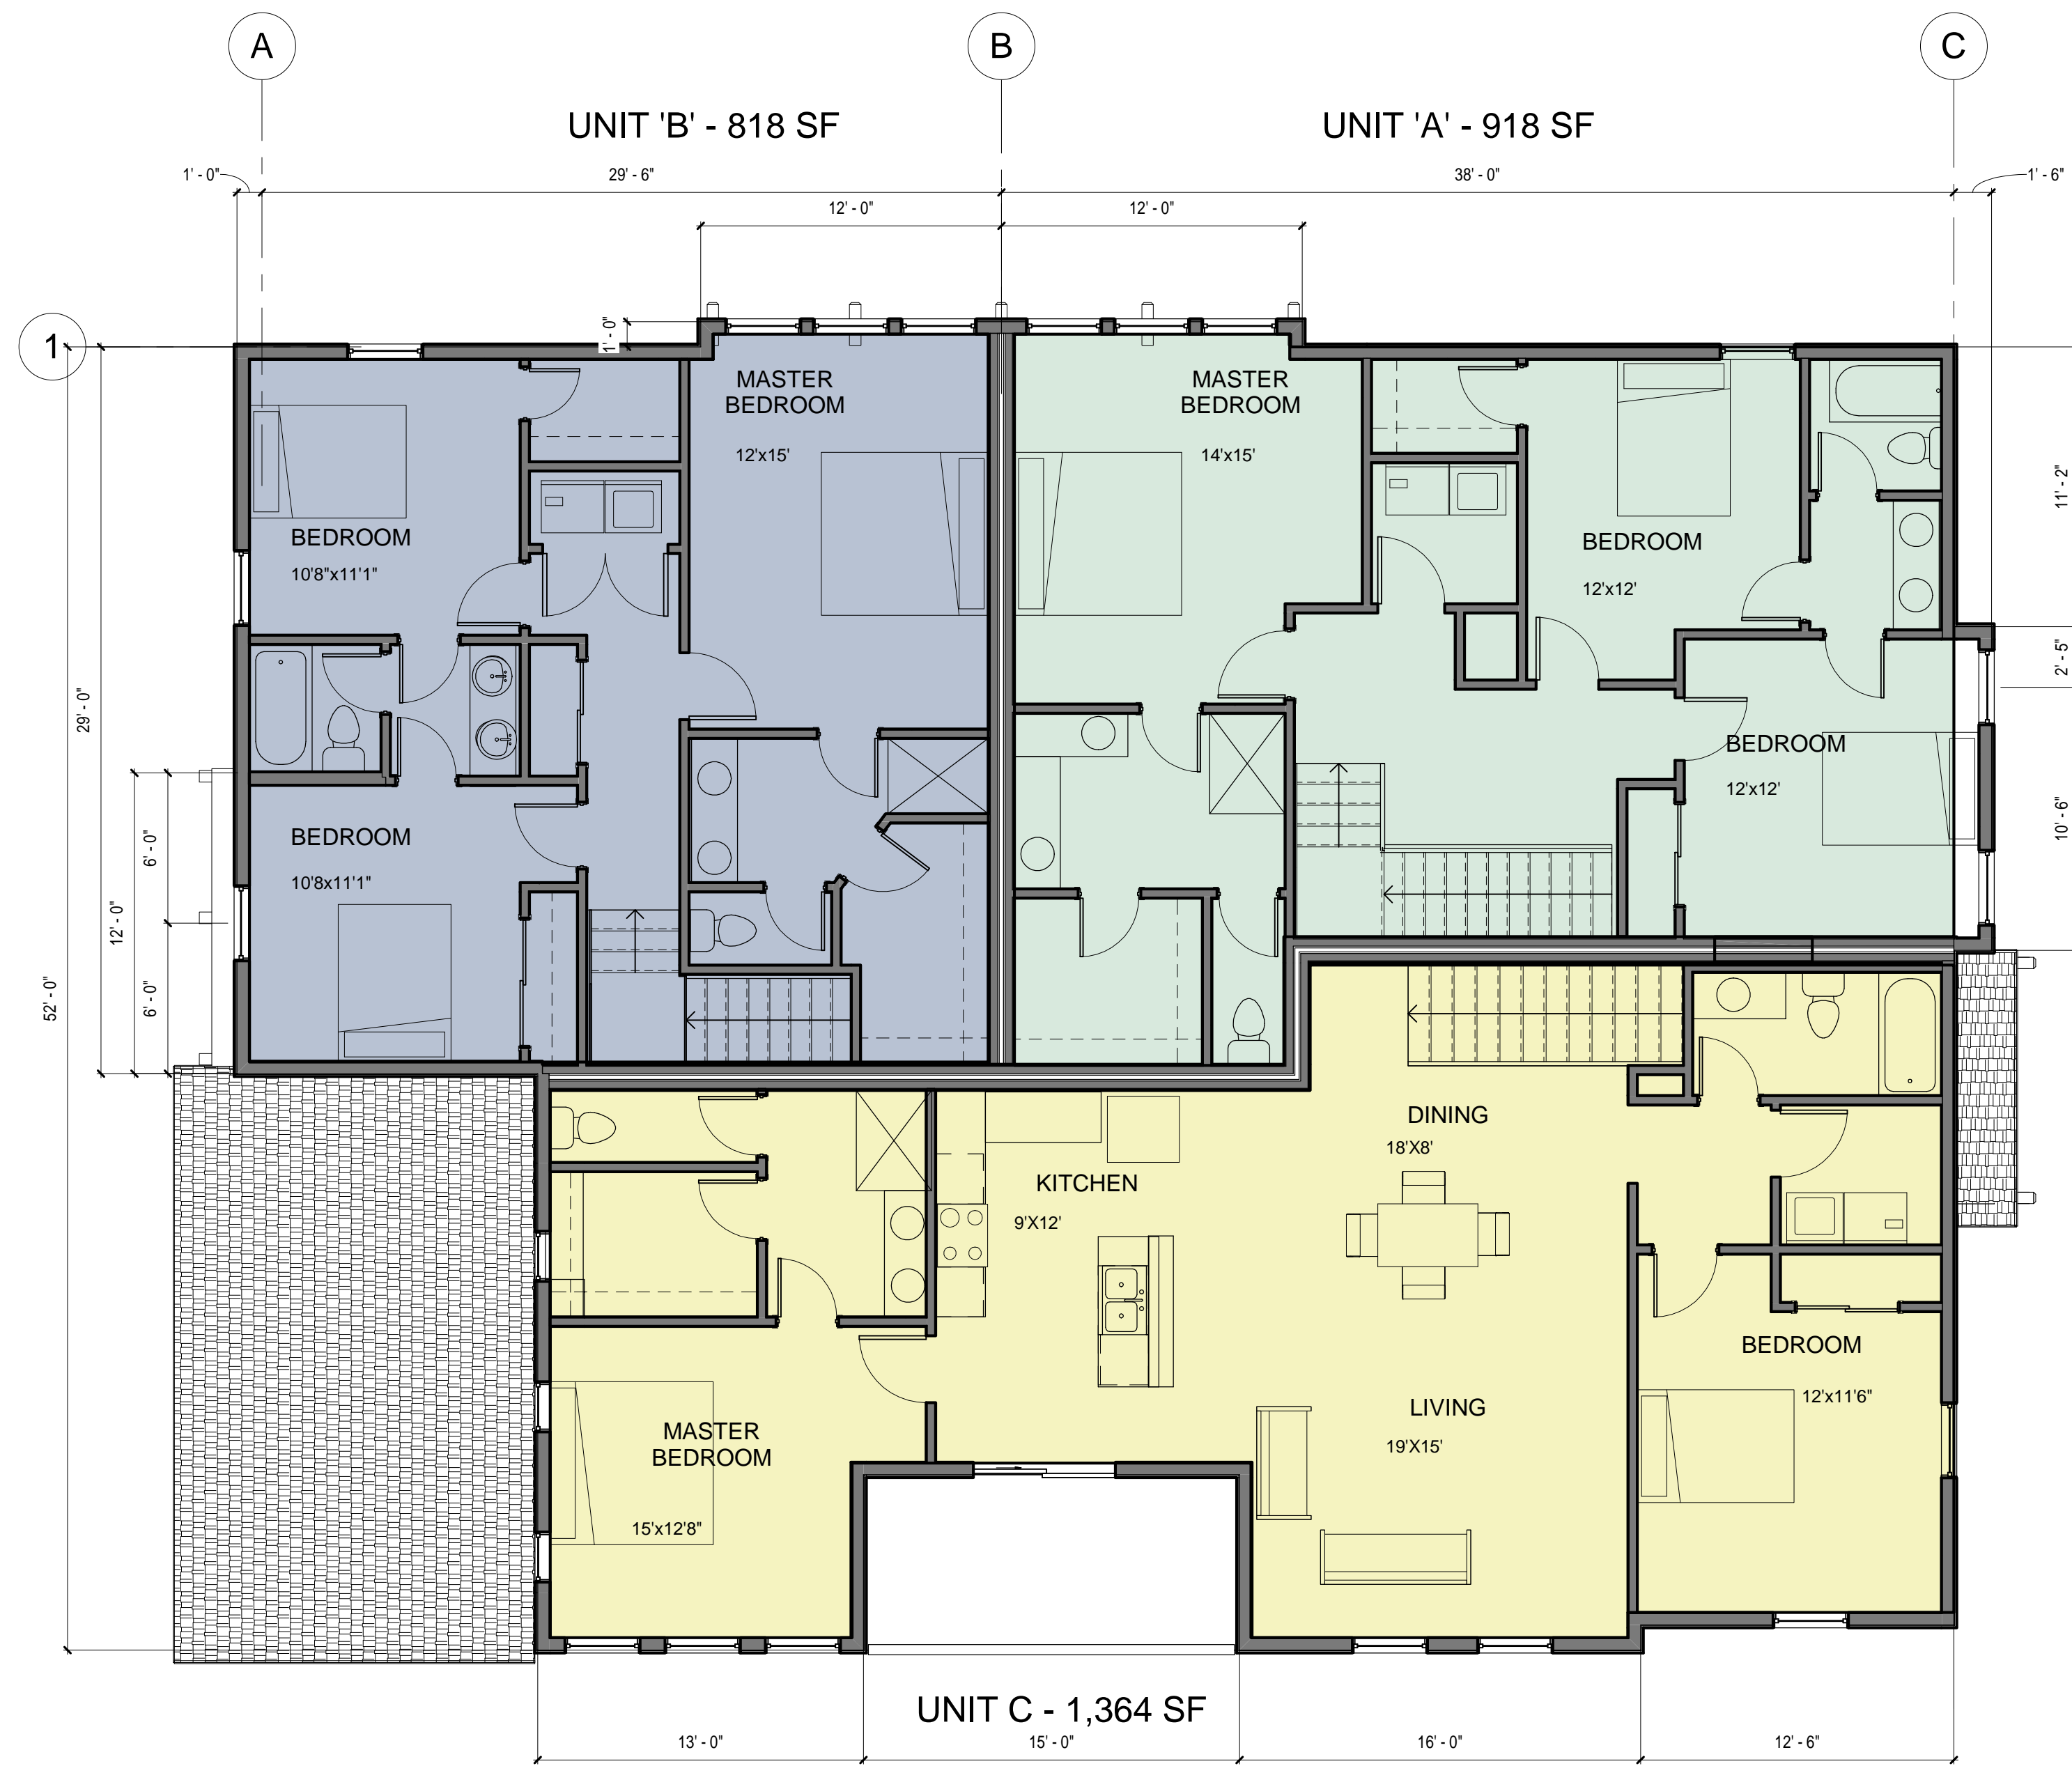 A
B
C
UNIT 'B' - 818 SF
UNIT 'A' - 918 SF
1' - 0"
29' - 6"
38' - 0"
1' - 6"
12' - 0"
12' - 0"
1' - 0"
1
MASTER
BEDROOM
12'x15'
MASTER
BEDROOM
14'x15'
11' - 2"
BEDROOM
10'8"x11'1"
BEDROOM
12'x12'
2' - 5"
29' - 0"
BEDROOM
12'x12'
10' - 6"
BEDROOM
10'8x11'1"
6' - 0"
12' - 0"
6' - 0"
52' - 0"
DINING
18'X8'
KITCHEN
9'X12'
BEDROOM
12'x11'6"
LIVING
19'X15'
MASTER
BEDROOM
15'x12'8"
UNIT C - 1,364 SF
13' - 0"
15' - 0"
16' - 0"
12' - 6"